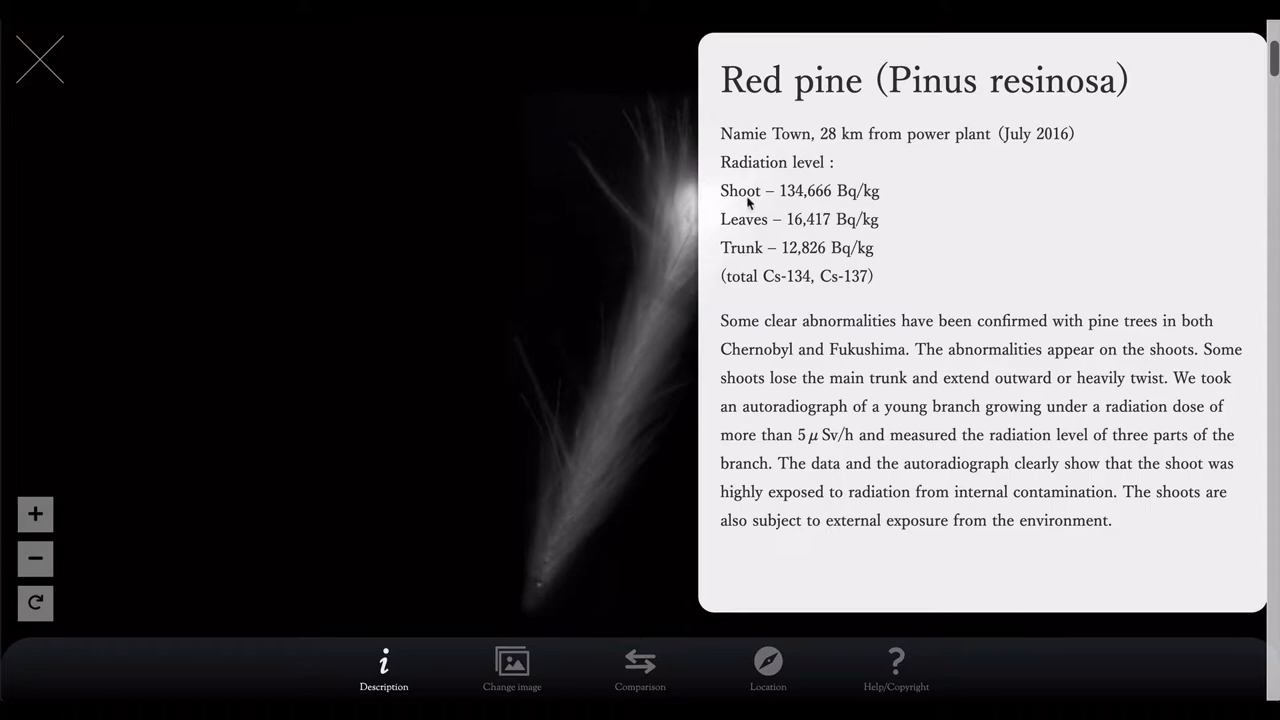 Red pine (Pinus resinosa)
Namie Town, 28 km from power plant (July 2016)
Radiation level :
Shoot – 134,666 Bq/kg
Leaves – 16,417 Bq/kg
Trunk – 12,826 Bq/kg
(total Cs-134, Cs-137)
Some clear abnormalities have been confirmed with pine trees in both
Chernobyl and Fukushima. The abnormalities appear on the shoots. Some
shoots lose the main trunk and extend outward or heavily twist. We took
an autoradiograph of a young branch growing under a radiation dose of
more than 5 μ Sv/h and measured the radiation level of three parts of the
branch. The data and the autoradiograph clearly show that the shoot was
highly exposed to radiation from internal contamination. The shoots are
also subject to external exposure from the environment.
Description
Change image
Comparison
Location
Help/Copyright